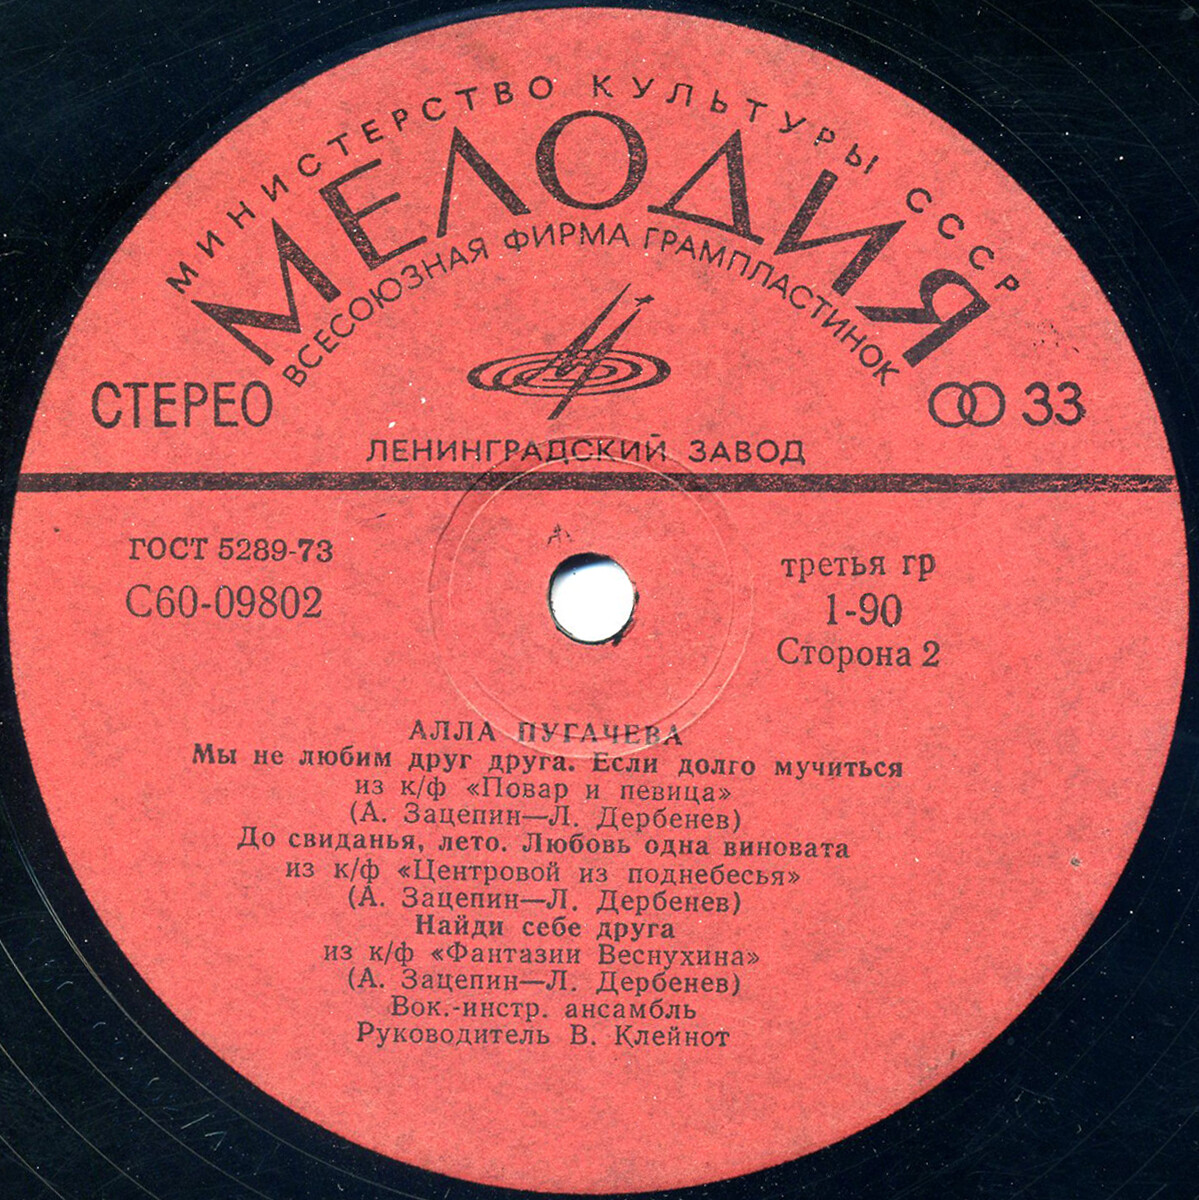 МИНИСТЕРСТВО КУЛЬТУРЫ СССР
МЕЛОДИЯ
ВСЕСОЮЗНАЯ ФИРМА ГРАМПЛАСТИНОК
СТЕРЕО
33
ЛЕНИНГРАДСКИЙ ЗАВОД
ГОСТ 5289-73
С60-09802
третья гр
1-90
Сторона 2
АЛЛА ПУГАЧЕВА
Мы не любим друг друга. Если долго мучиться
из к/ф «Повар и певица»
(А. Зацепин—Л. Дербенев)
До свиданья, лето. Любовь одна виновата
из к/ф «Центровой из поднебесья»
(А. Зацепин—Л. Дербенев)
Найди себе друга
из к/ф «Фантазии Веснухина»
(А. Зацепин—Л. Дербенев)
Вок.-инстр. ансамбль
Руководитель В. Клейнот